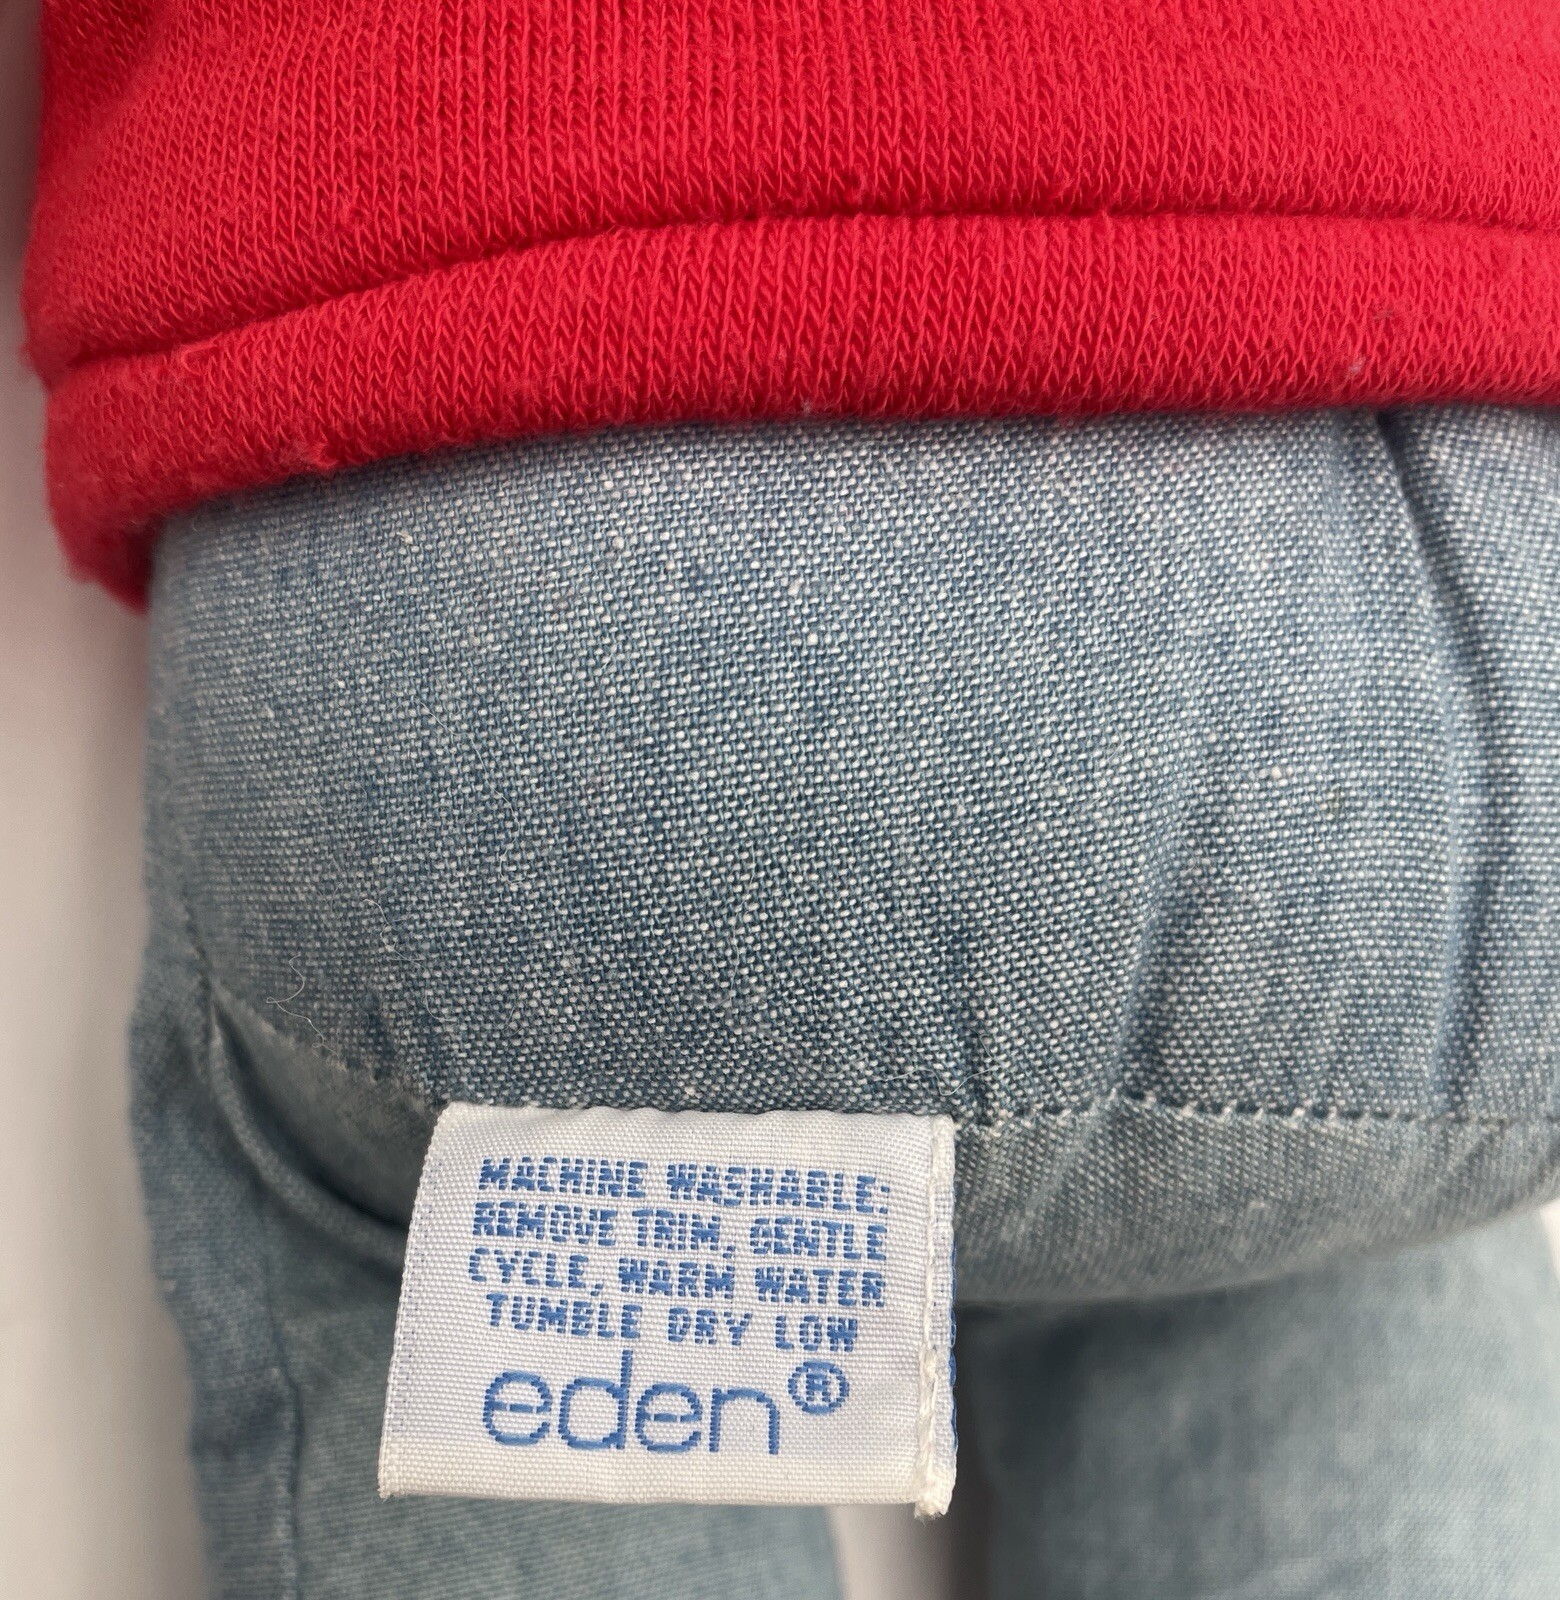 MACHINE WASHABLE:
REMOVE TRIM, GENTLE
CYCLE, WARM WATER
TUMBLE DRY LOW
eden®